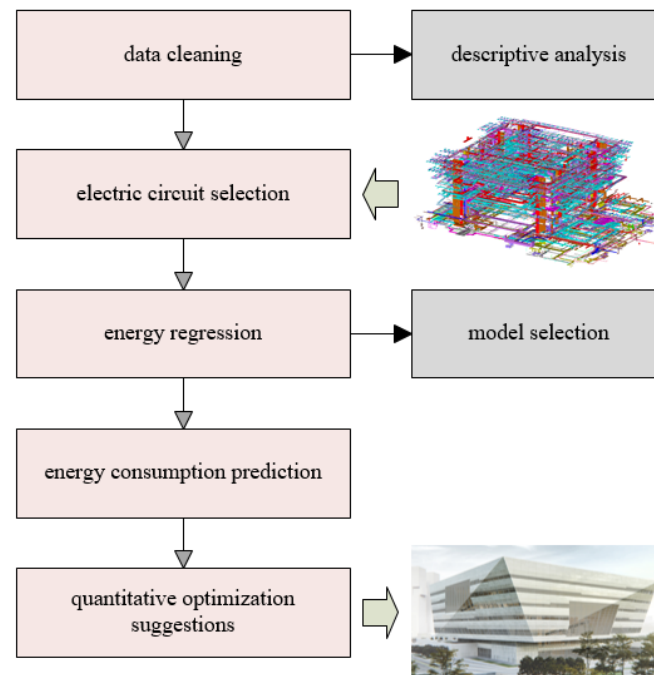 data cleaning
descriptive analysis
electric circuit selection
energy regression
model selection
energy consumption prediction
quantitative optimization
suggestions